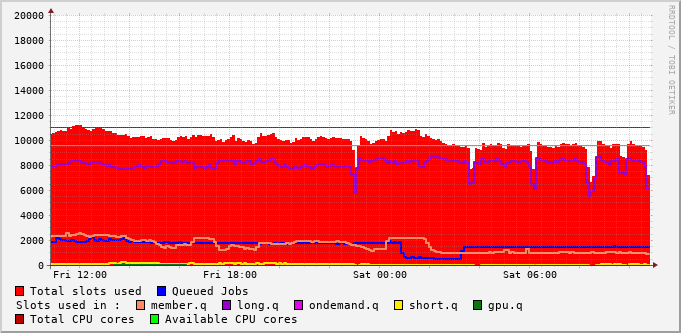 20000
18000
16000
14000
12000
10000
8000
6000
4000
2000
0
Fri 12:00 Fri 18:00 Sat 00:00 Sat 06:00
Total slots used Queued Jobs
Slots used in : member.q long.q ondemand.q short.q gpu.q
Total CPU cores Available CPU cores
RRDTOOL / TOBI OETIKER